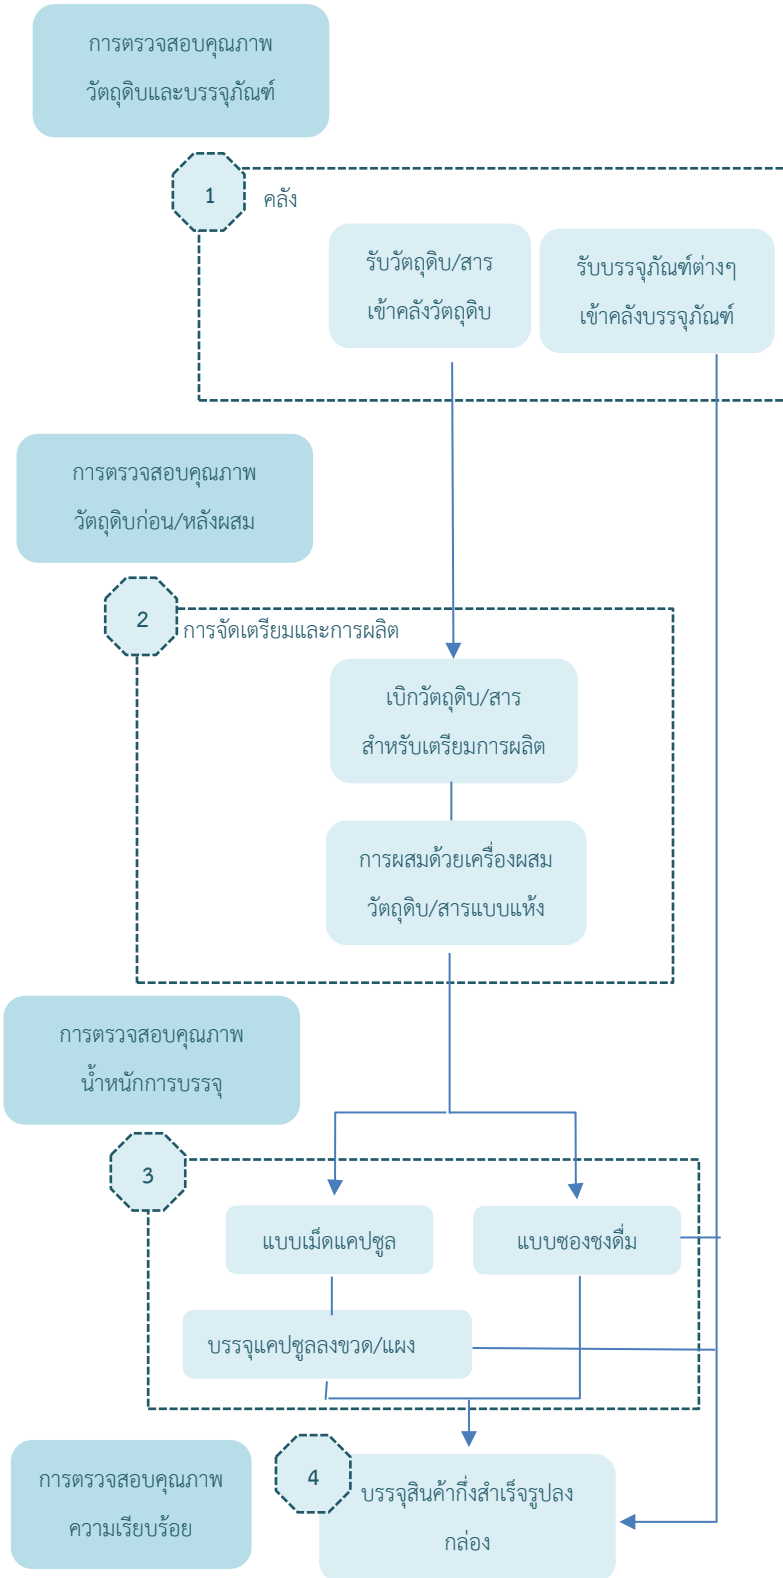 การตรวจสอบคุณภาพ
วัตถุดิบและบรรจุภัณฑ์
1
คลัง
รับวัตถุดิบ/สาร
เข้าคลังวัตถุดิบ
รับบรรจุภัณฑ์ต่างๆ
เข้าคลังบรรจุภัณฑ์
การตรวจสอบคุณภาพ
วัตถุดิบก่อน/หลังผสม
2
การจัดเตรียมและการผลิต
เบิกวัตถุดิบ/สาร
สำหรับเตรียมการผลิต
การผสมด้วยเครื่องผสม
วัตถุดิบ/สารแบบแห้ง
การตรวจสอบคุณภาพ
น้ำหนักการบรรจุ
3
แบบเม็ดแคปซูล
แบบซองชงดื่ม
บรรจุแคปซูลลงขวด/แผง
การตรวจสอบคุณภาพ
ความเรียบร้อย
4
บรรจุสินค้ากึ่งสำเร็จรูปลง
กล่อง